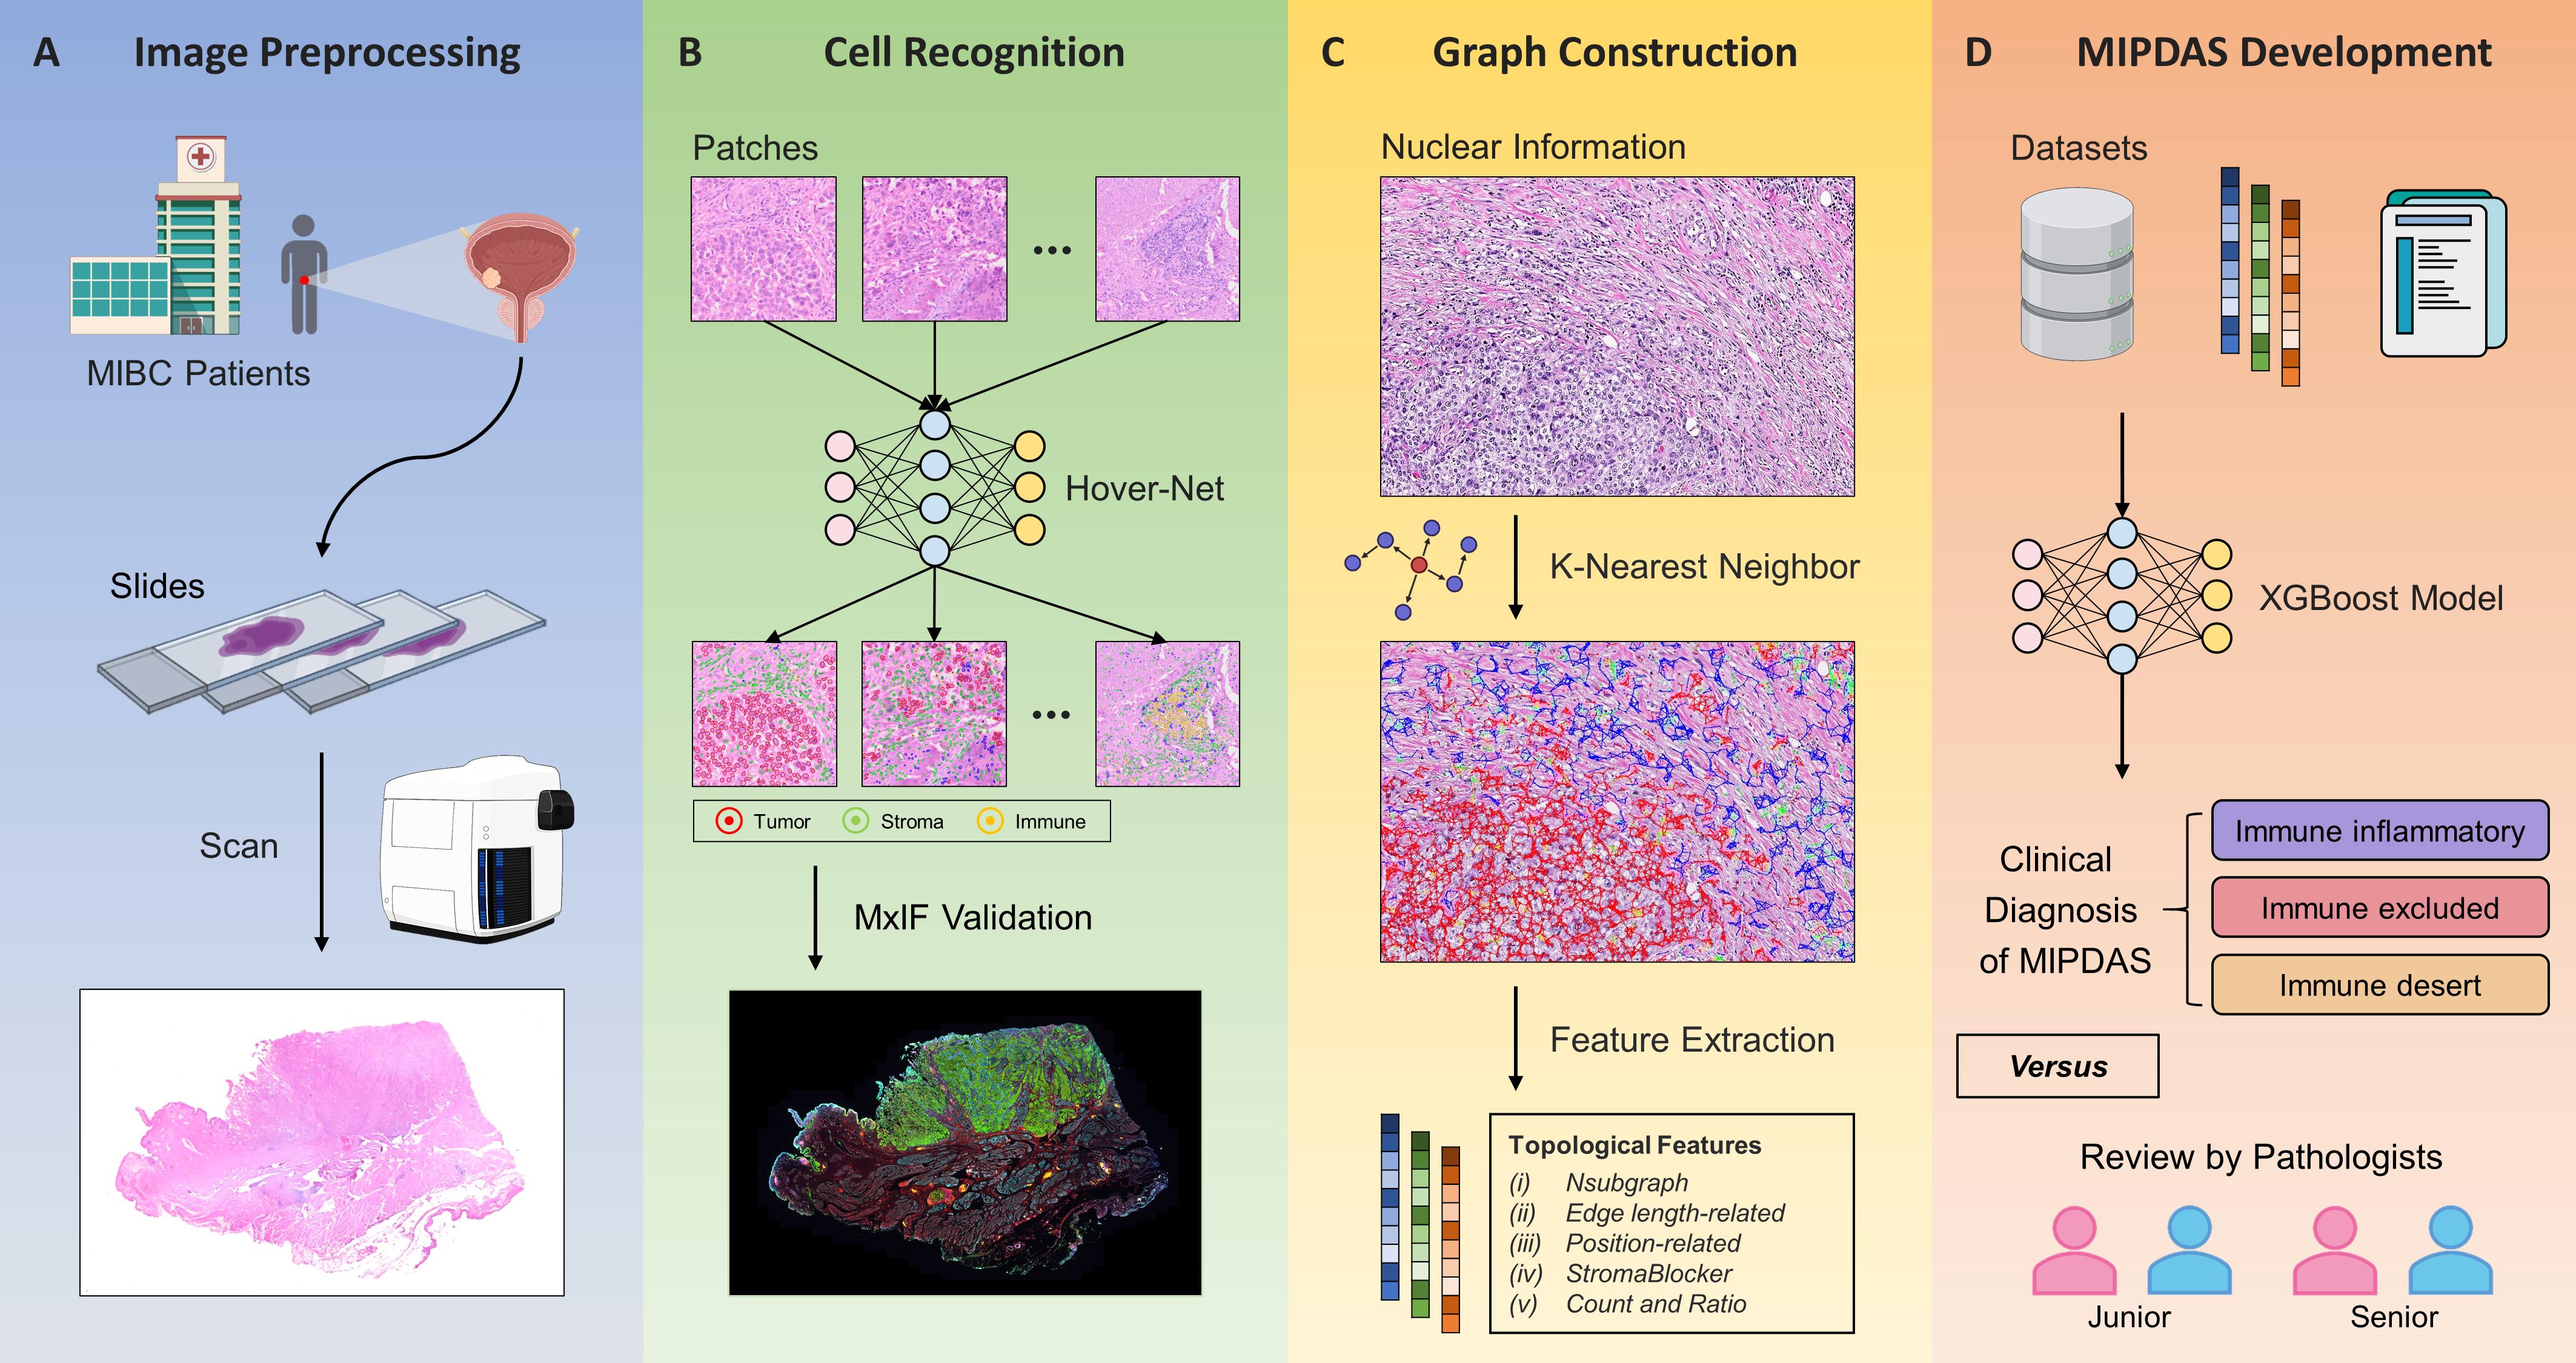 A Image Preprocessing
MIBC Patients
Slides
Scan
B Cell Recognition
Patches
...
Hover-Net
...
Tumor Stroma Immune
MxIF Validation
C Graph Construction
Nuclear Information
K-Nearest Neighbor
Feature Extraction
Topological Features
(i) Nsubgraph
(ii) Edge length-related
(iii) Position-related
(iv) StromaBlocker
(v) Count and Ratio
D MIPDAS Development
Datasets
XGBoost Model
Clinical
Diagnosis
of MIPDAS
Immune inflammatory
Immune excluded
Immune desert
Versus
Review by Pathologists
Junior Senior